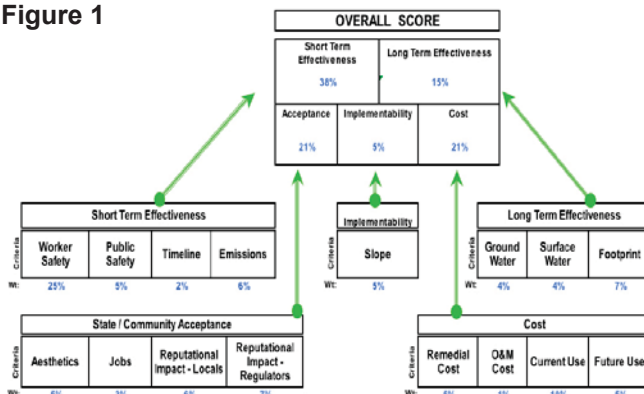 Figure 1
OVERALL SCORE
Short Term Effectiveness
Long Term Effectiveness
38%
15%
Acceptance
Implementability
Cost
21%
5%
21%
Short Term Effectiveness
Criteria
Worker Safety
Public Safety
Timeline
Emissions
Wt:
25%
5%
2%
6%
Implementability
Criteria
Slope
Wt:
5%
Long Term Effectiveness
Criteria
Ground Water
Surface Water
Footprint
Wt:
4%
4%
7%
State / Community Acceptance
Criteria
Aesthetics
Jobs
Reputational Impact - Locals
Reputational Impact - Regulators
Wt:
Cost
Criteria
Remedial Cost
O&M Cost
Current Use
Future Use
Wt: